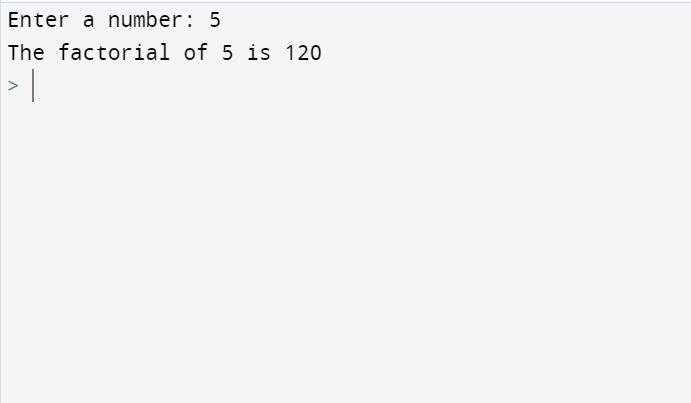 Enter a number: 5
The factorial of 5 is 120
>